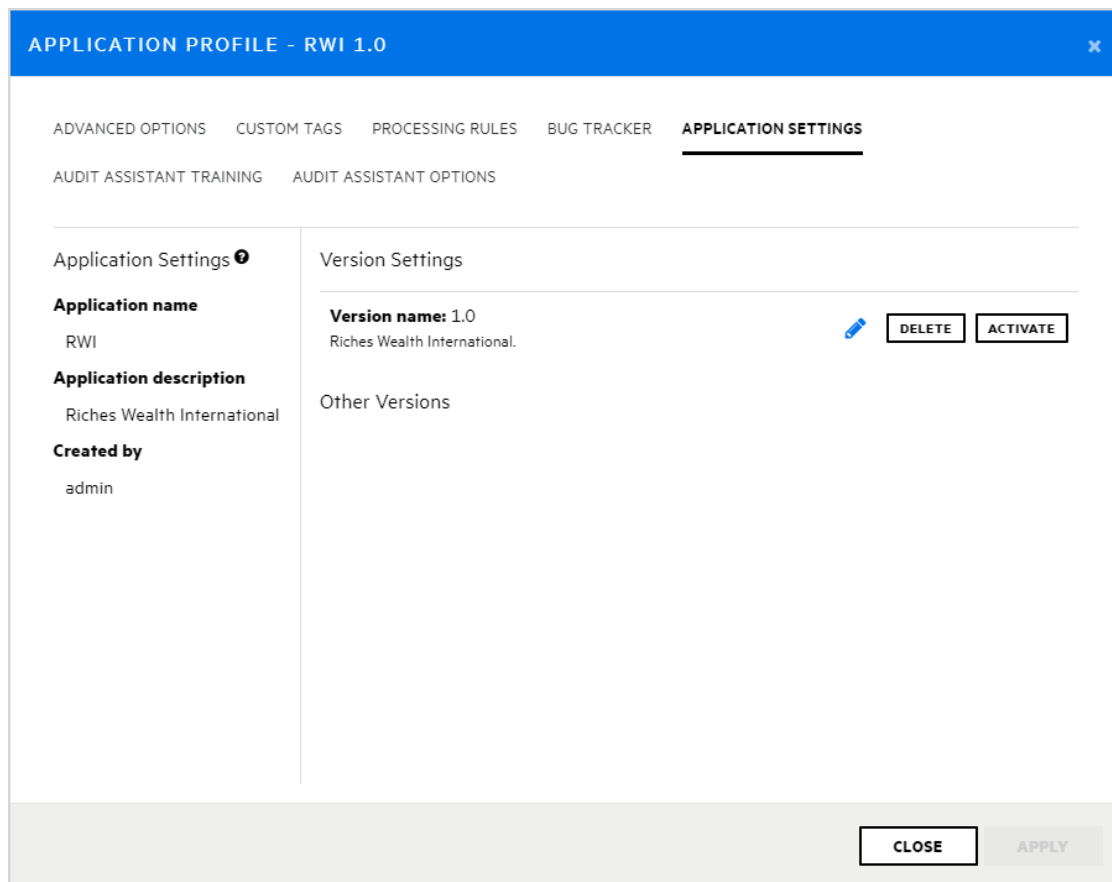 APPLICATION PROFILE - RWI 1.0
ADVANCED OPTIONS CUSTOM TAGS PROCESSING RULES BUG TRACKER APPLICATION SETTINGS
AUDIT ASSISTANT TRAINING AUDIT ASSISTANT OPTIONS
Application Settings
Application name
RWI
Application description
Riches Wealth International
Created by
admin
Version Settings
Version name: 1.0
Riches Wealth International.
DELETE ACTIVATE
Other Versions
CLOSE APPLY